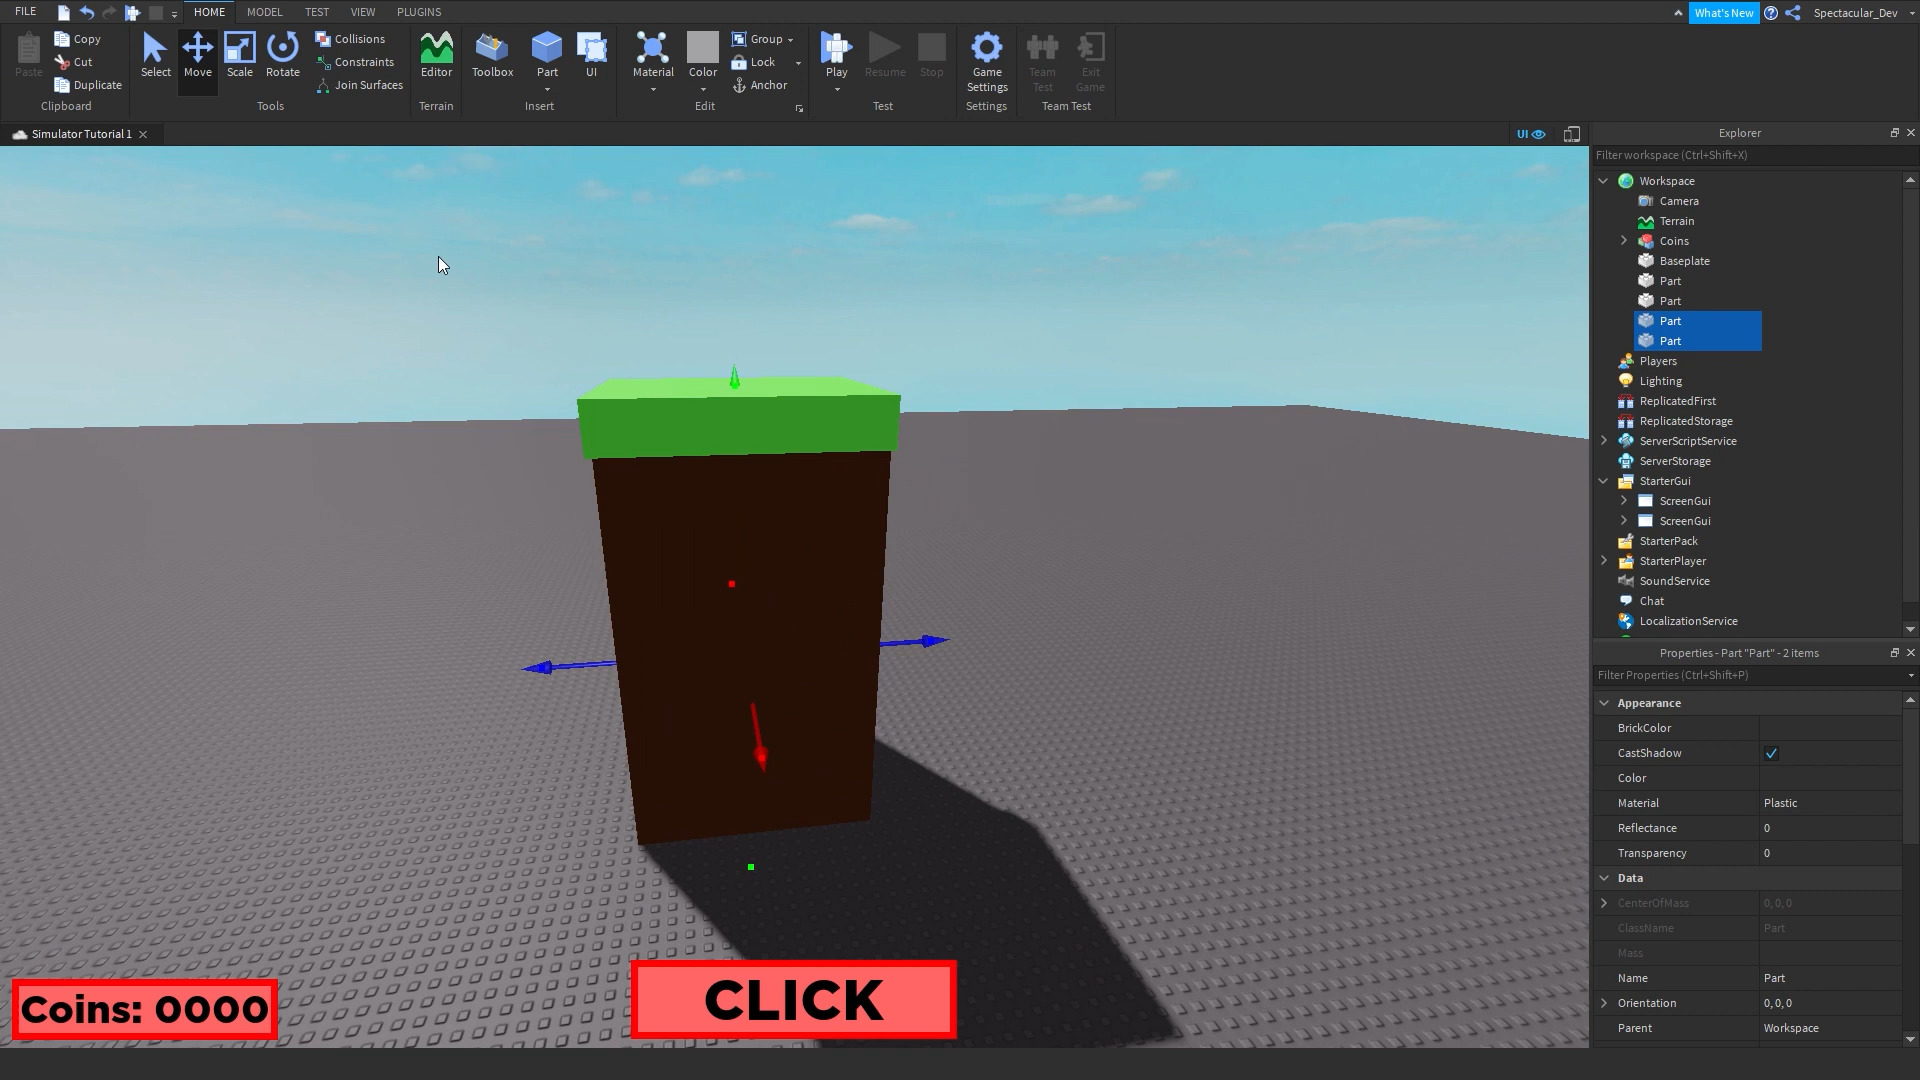 FILE HOME MODEL TEST VIEW PLUGINS What's New Spectacular_Dev
Paste Copy Cut Duplicate Clipboard
Select Move Scale Rotate Collisions Constraints Join Surfaces Tools
Editor Terrain
Toolbox Part UI Insert
Material Color Group Lock Anchor Edit
Play Resume Stop Test
Game Settings Settings
Team Test Exit Game Team Test
Simulator Tutorial 1 UI
Coins: 0000
CLICK
Explorer
Filter workspace (Ctrl+Shift+X)
Workspace
Camera
Terrain
Coins
Baseplate
Part
Part
Part
Part
Players
Lighting
ReplicatedFirst
ReplicatedStorage
ServerScriptService
ServerStorage
StarterGui
ScreenGui
ScreenGui
StarterPack
StarterPlayer
SoundService
Chat
LocalizationService
Properties - Part "Part" - 2 items
Filter Properties (Ctrl+Shift+P)
Appearance
BrickColor
CastShadow
Color
Material Plastic
Reflectance 0
Transparency 0
Data
CenterOfMass 0, 0, 0
ClassName Part
Mass
Name Part
Orientation 0, 0, 0
Parent Workspace